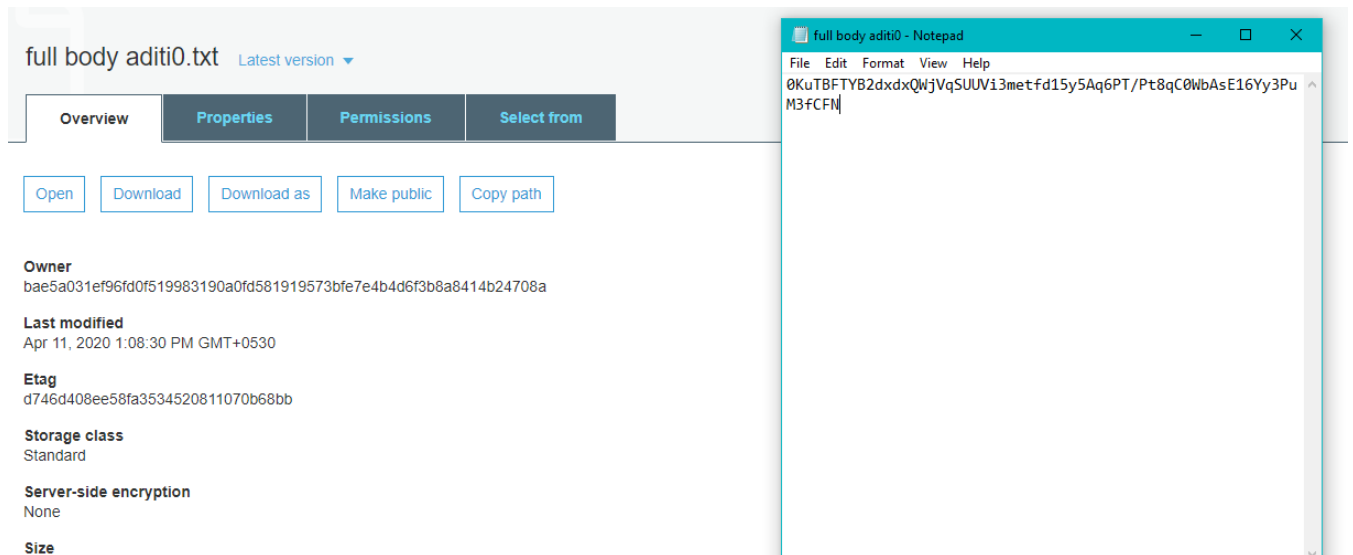 full body aditi0.txt Latest version
Overview Properties Permissions Select from
Open Download Download as Make public Copy path
Owner
bae5a031ef96fd0f519983190a0fd581919573bfe7e4b4d6f3b8a8414b24708a
Last modified
Apr 11, 2020 1:08:30 PM GMT+0530
Etag
d746d408ee58fa3534520811070b68bb
Storage class
Standard
Server-side encryption
None
Size
full body aditi0 - Notepad
File Edit Format View Help
0KuTBFTYB2dxdxQWjVqSUUVi3metfd15y5Aq6PT/Pt8qC0WbAsE16Yy3Pu
M3fCFN